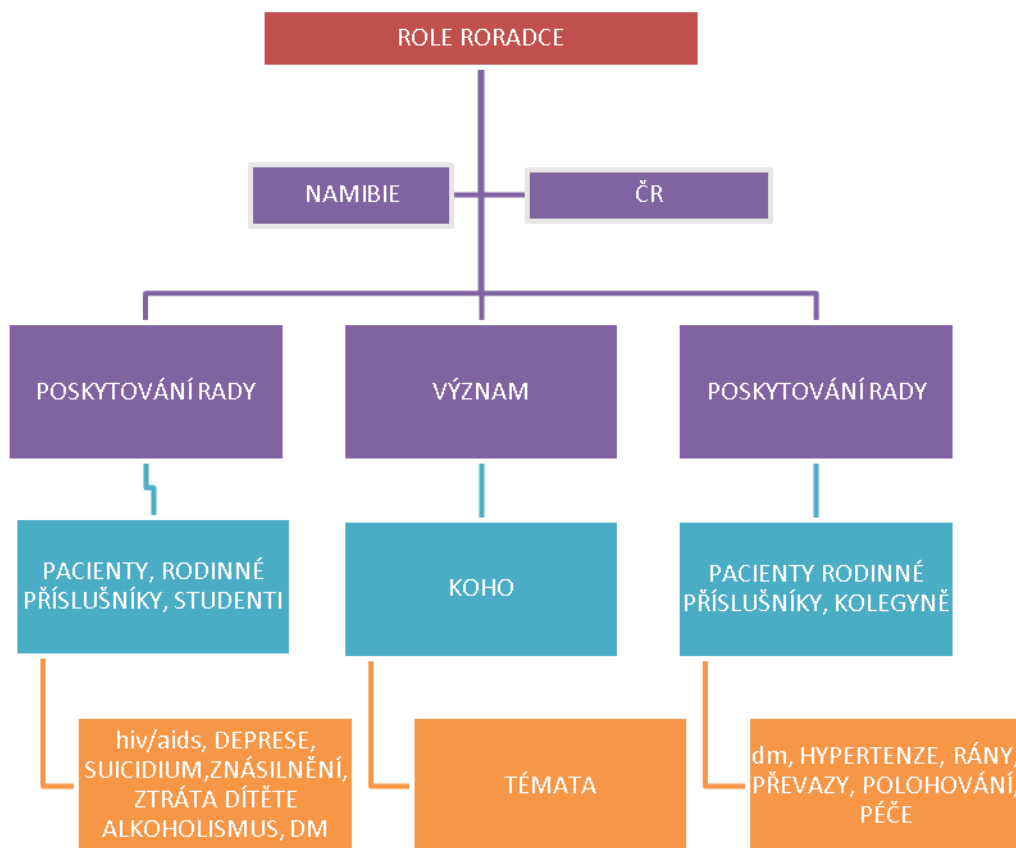 ROLE RORADCE
NAMIBIE
ČR
POSKYTOVÁNÍ RADY
VÝZNAM
POSKYTOVÁNÍ RADY
PACIENTY, RODINNÉ
PŘÍSLUŠNÍKY, STUDENTI
KOHO
PACIENTY RODINNÉ
PŘÍSLUŠNÍKY, KOLEGYNĚ
hiv/aids, DEPRESE,
SUICIDIUM,ZNÁSILNĚNÍ,
ZTRÁTA DÍTĚTE
ALKOHOLISMUS, DM
TÉMATA
dm, HYPERTENZE, RÁNY,
PŘEVAZY, POLOHOVÁNÍ,
PÉČE